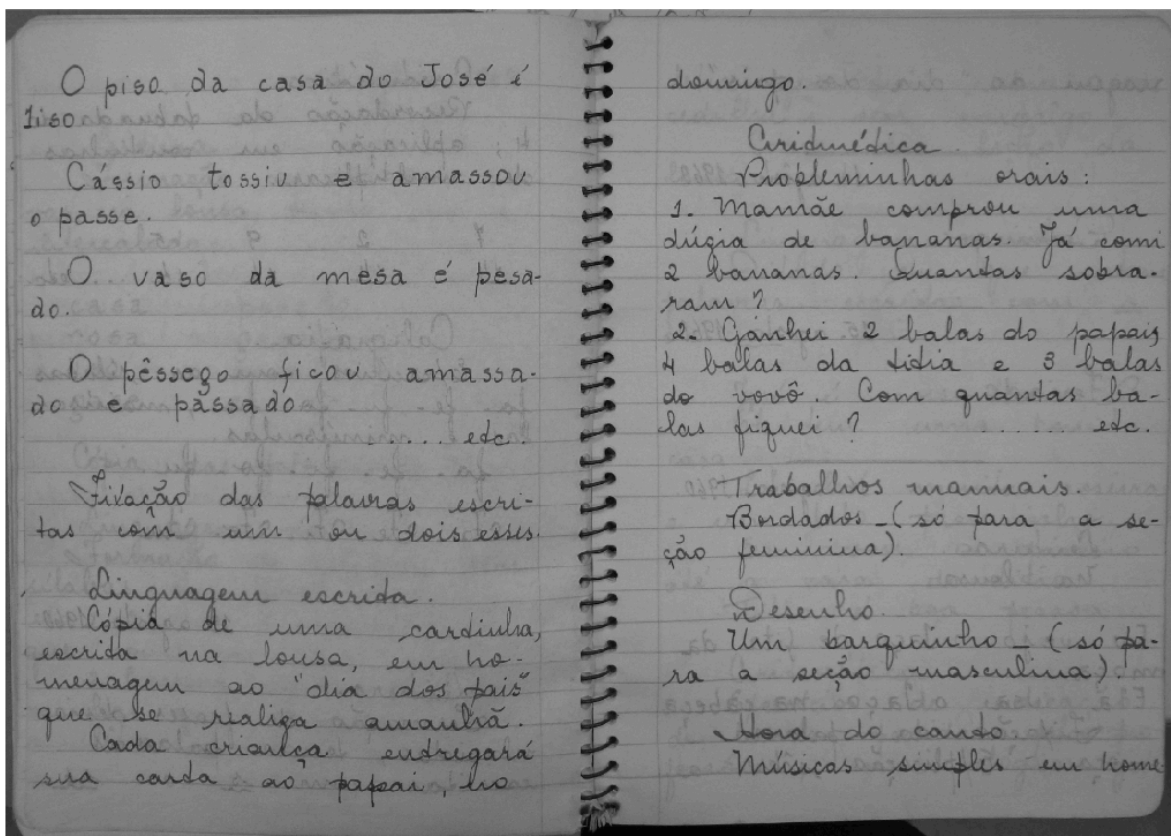 O piso da casa do José é
liso.
Cássio tossiu e amassou
o passe.
O vaso da mesa é pesa-
do.
O pêssego ficou amassa-
do e passado
.... etc.
Fixação das palavras escri-
tas com um ou dois esses.
Linguagem escrita.
Cópia de uma cartinha,
escrita na lousa, em ho-
menagem ao "dia dos pais"
que se realiza amanhã.
Cada criança entregará
sua carta ao papai, no
domingo.
Aritmética.
Probleminhas orais:
1. Mamãe comprou uma
dúzia de bananas. Já comi
2 bananas. Quantas sobra-
ram?
2. Ganhei 2 balas do papai,
4 balas da titia e 3 balas
do vovô. Com quantas ba-
las fiquei? ...... etc.
Trabalhos manuais.
Bordados - (só para a se-
ção feminina).
Desenho.
Um barquinho - (só pa-
ra a seção masculina).
Hora do canto.
Músicas simples em home